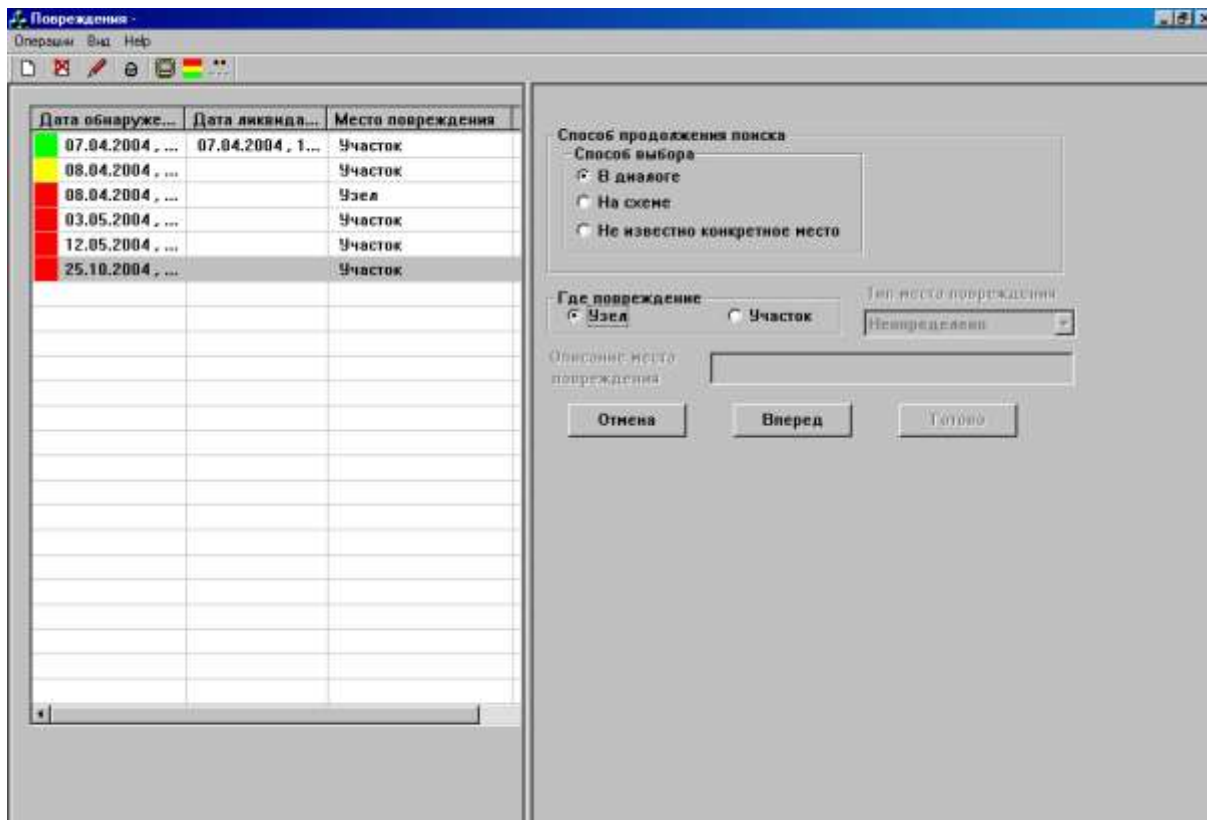 Повреждения -
Операции Вид Help
Дата обнаруже... Дата ликвида... Место повреждения
07.04.2004 , ... 07.04.2004 , 1... Участок
08.04.2004 , ... Участок
08.04.2004 , ... Узел
03.05.2004 , ... Участок
12.05.2004 , ... Участок
25.10.2004 , ... Участок
Способ продолжения поиска
Способ выбора
В диалоге
На схеме
Не известно конкретное место
Где повреждение
Узел Участок
Тип места повреждения
Неопределено
Описание места
повреждения
Отмена Вперед Готово